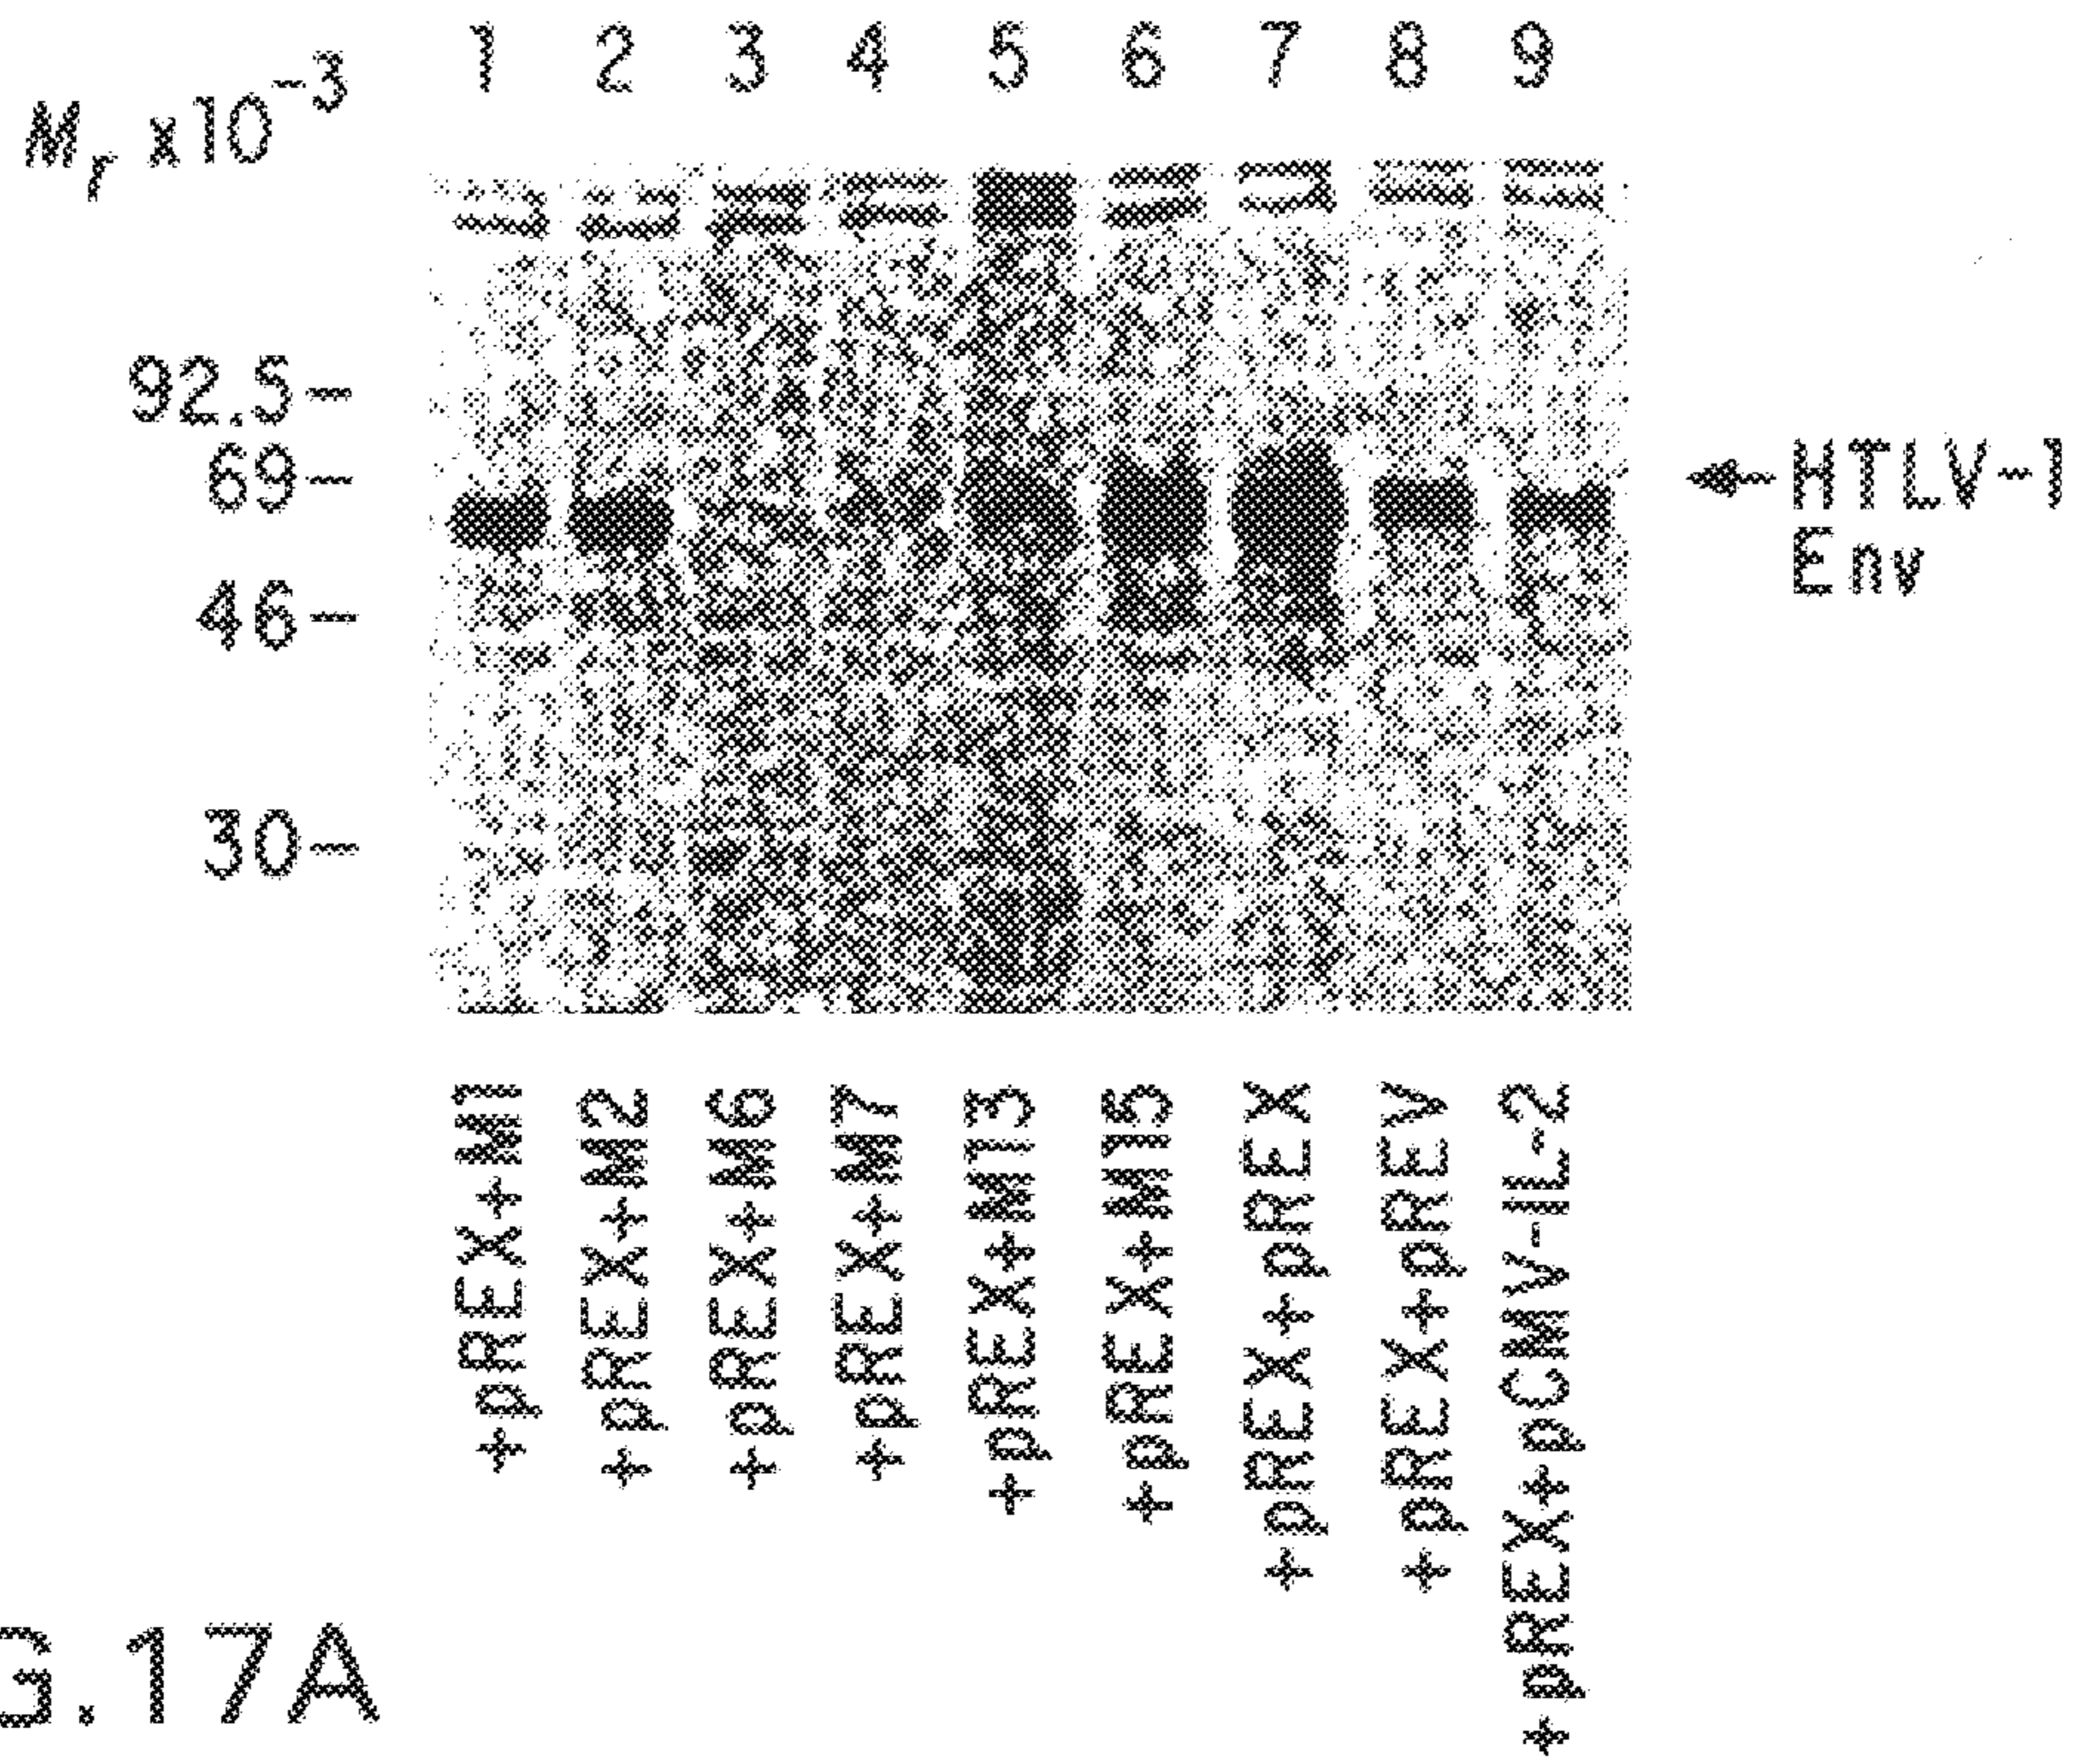 1 2 3 4 5 6 7 8 9
Mr x10-3
92.5-
69-
46-
30-
HTLV-1
Env
+pREX+M1
+pREX+M2
+pREX+M6
+pREX+M7
+pREX+M13
+pREX+M15
+pREX+pREX
+pREX+pREV
+pREX+pCMV-IL-2
G.17A